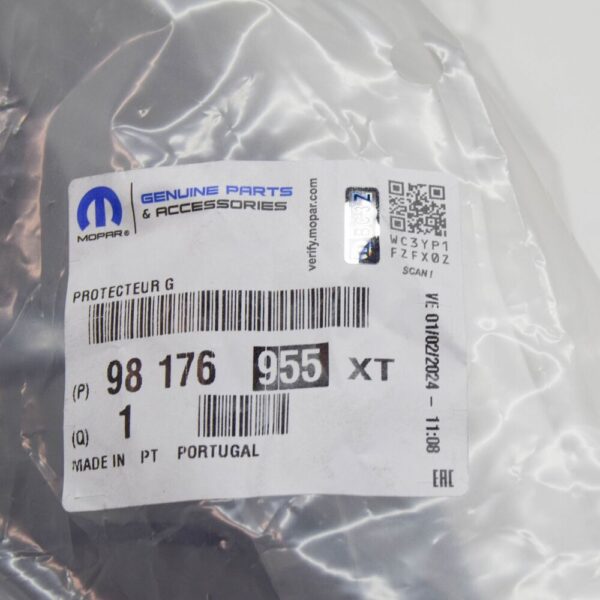 MOPAR®
GENUINE PARTS
& ACCESSORIES
verify.mopar.com
WC3YP1
FZFX0Z
SCAN!
PROTECTEUR G
(P) 98 176 955 XT
(Q) 1
MADE IN PT PORTUGAL
VE 01/02/2024 - 11:08
EAC